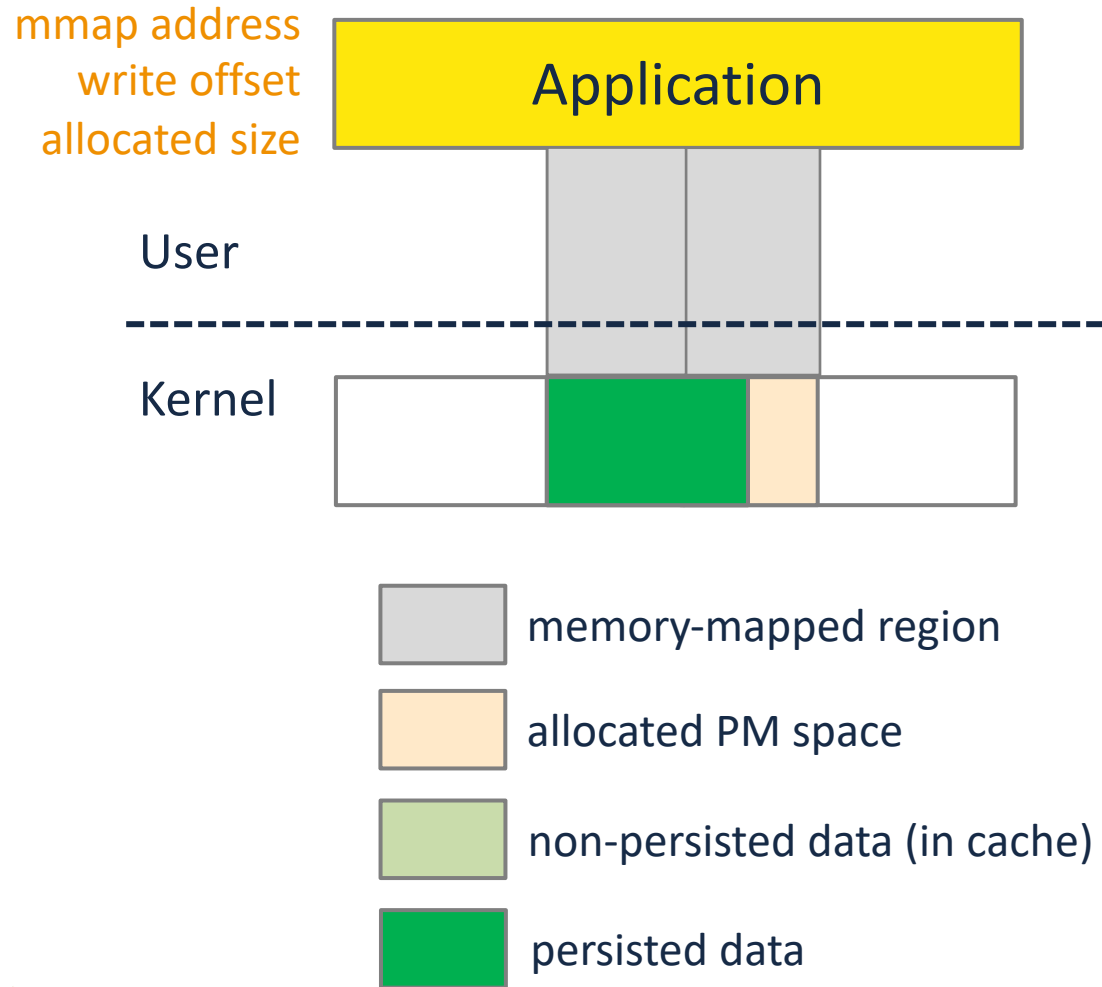 mmap address
write offset
allocated size
Application
User
Kernel
memory-mapped region
allocated PM space
non-persisted data (in cache)
persisted data